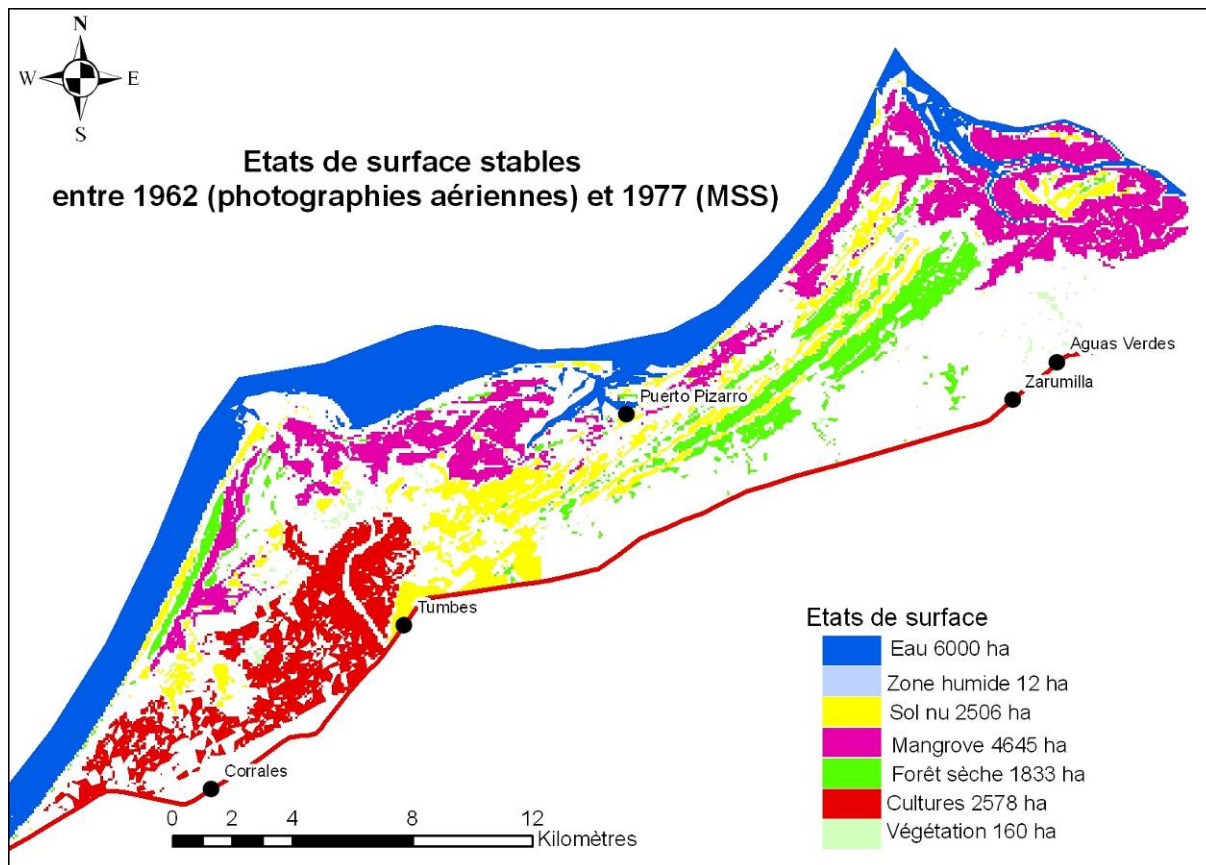 N
W E
S
Etats de surface stables
entre 1962 (photographies aériennes) et 1977 (MSS)
Aguas Verdes
Zarumilla
Puerto Pizarro
Tumbes
Corrales
Etats de surface
Eau 6000 ha
Zone humide 12 ha
Sol nu 2506 ha
Mangrove 4645 ha
Forêt sèche 1833 ha
Cultures 2578 ha
Végétation 160 ha
0 2 4 8 12
Kilomètres